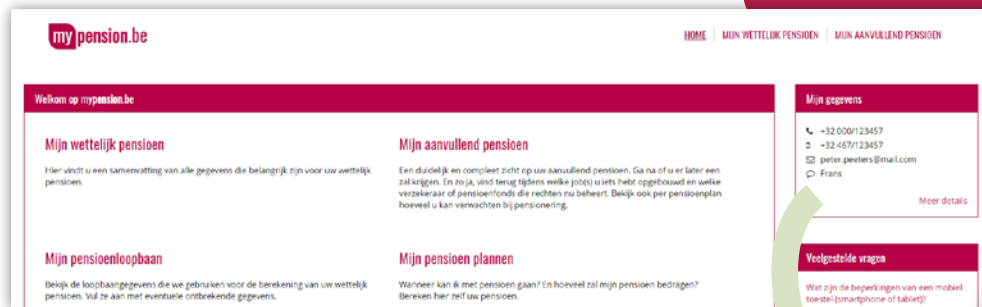 mypension.be
HOME
MIJN WETTELIJK PENSIOEN
MIJN AANVULLEND PENSIOEN
Welkom op mypension.be
Mijn wettelijk pensioen
Hier vindt u een samenvatting van alle gegevens die belangrijk zijn voor uw wettelijk
pensioen.
Mijn aanvullend pensioen
Een duidelijk en compleet zicht op uw aanvullend pensioen. Ga na of u er later een
zal krijgen. En zo ja, vind terug tijdens welke job(s) u iets hebt opgebouwd en welke
verzekeraar of pensioenfonds die rechten nu beheert. Bekijk ook per pensioenplan
hoeveel u kan verwachten bij pensionering.
Mijn pensioenloopbaan
Bekijk de loopbaangegevens die we gebruiken voor de berekening van uw wettelijk
pensioen. Vul ze aan met eventuele ontbrekende gegevens.
Mijn pensioen plannen
Wanneer kan ik met pensioen gaan? En hoeveel zal mijn pensioen bedragen?
Bereken hier zelf uw pensioen.
Mijn gegevens
+32 000/123457
+32 467/123457
peter.peeters@mail.com
Frans
Meer details
Veelgestelde vragen
Wat zijn de beperkingen van een mobiel
toestel (smartphone of tablet)?